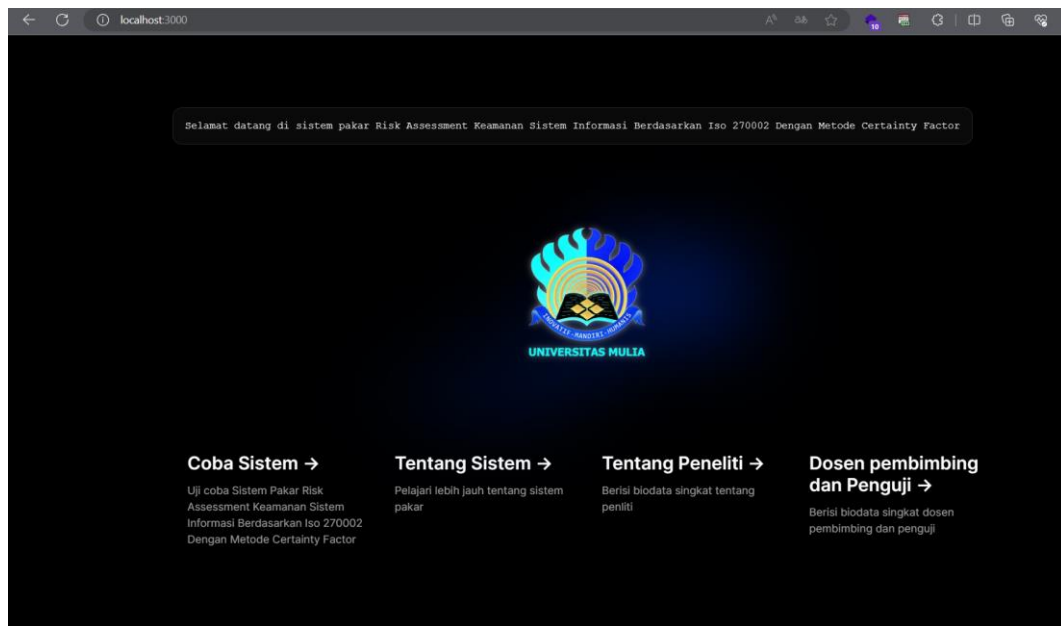 localhost:3000
10
Selamat datang di sistem pakar Risk Assessment Keamanan Sistem Informasi Berdasarkan Iso 270002 Dengan Metode Certainty Factor
INOVATIF-MANDIRI-HUMANIS
UNIVERSITAS MULIA
Coba Sistem →
Uji coba Sistem Pakar Risk
Assessment Keamanan Sistem
Informasi Berdasarkan Iso 270002
Dengan Metode Certainty Factor
Tentang Sistem →
Pelajari lebih jauh tentang sistem
pakar
Tentang Peneliti →
Berisi biodata singkat tentang
penliti
Dosen pembimbing
dan Penguji →
Berisi biodata singkat dosen
pembimbing dan penguji